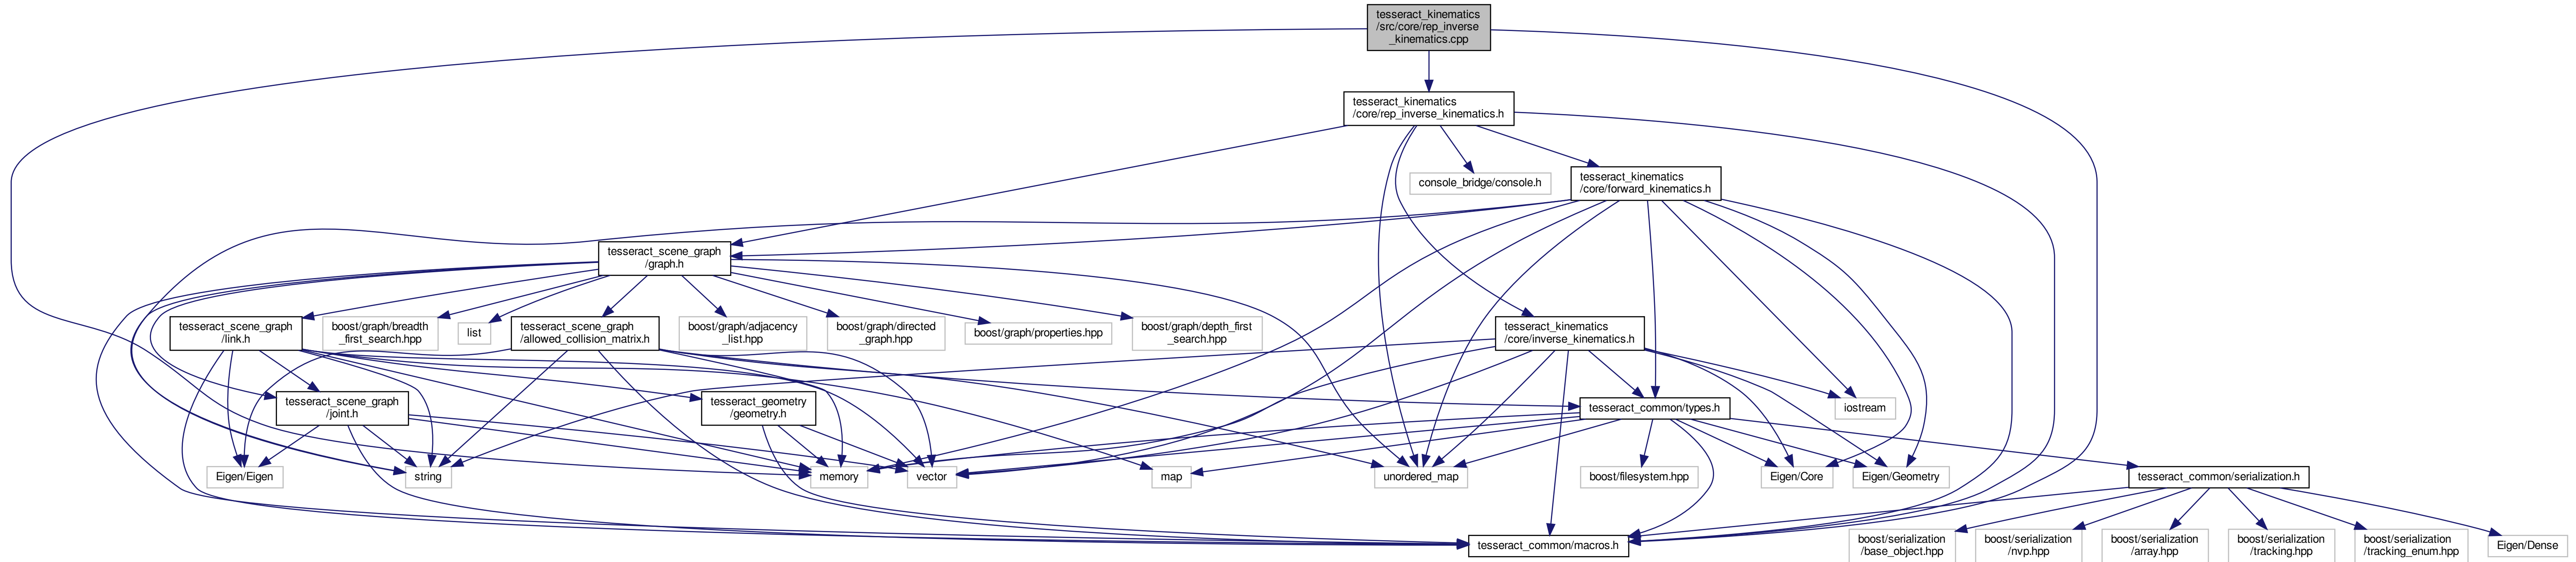 tesseract_kinematics
/src/core/rep_inverse
_kinematics.cpp
tesseract_kinematics
/core/rep_inverse_kinematics.h
console_bridge/console.h
tesseract_kinematics
/core/forward_kinematics.h
tesseract_scene_graph
/graph.h
tesseract_scene_graph
/link.h
boost/graph/breadth
_first_search.hpp
list
tesseract_scene_graph
/allowed_collision_matrix.h
boost/graph/adjacency
_list.hpp
boost/graph/directed
_graph.hpp
boost/graph/properties.hpp
boost/graph/depth_first
_search.hpp
tesseract_kinematics
/core/inverse_kinematics.h
tesseract_scene_graph
/joint.h
tesseract_geometry
/geometry.h
tesseract_common/types.h
iostream
Eigen/Eigen
string
memory
vector
map
unordered_map
boost/filesystem.hpp
Eigen/Core
Eigen/Geometry
tesseract_common/serialization.h
tesseract_common/macros.h
boost/serialization
/base_object.hpp
boost/serialization
/nvp.hpp
boost/serialization
/array.hpp
boost/serialization
/tracking.hpp
boost/serialization
/tracking_enum.hpp
Eigen/Dense